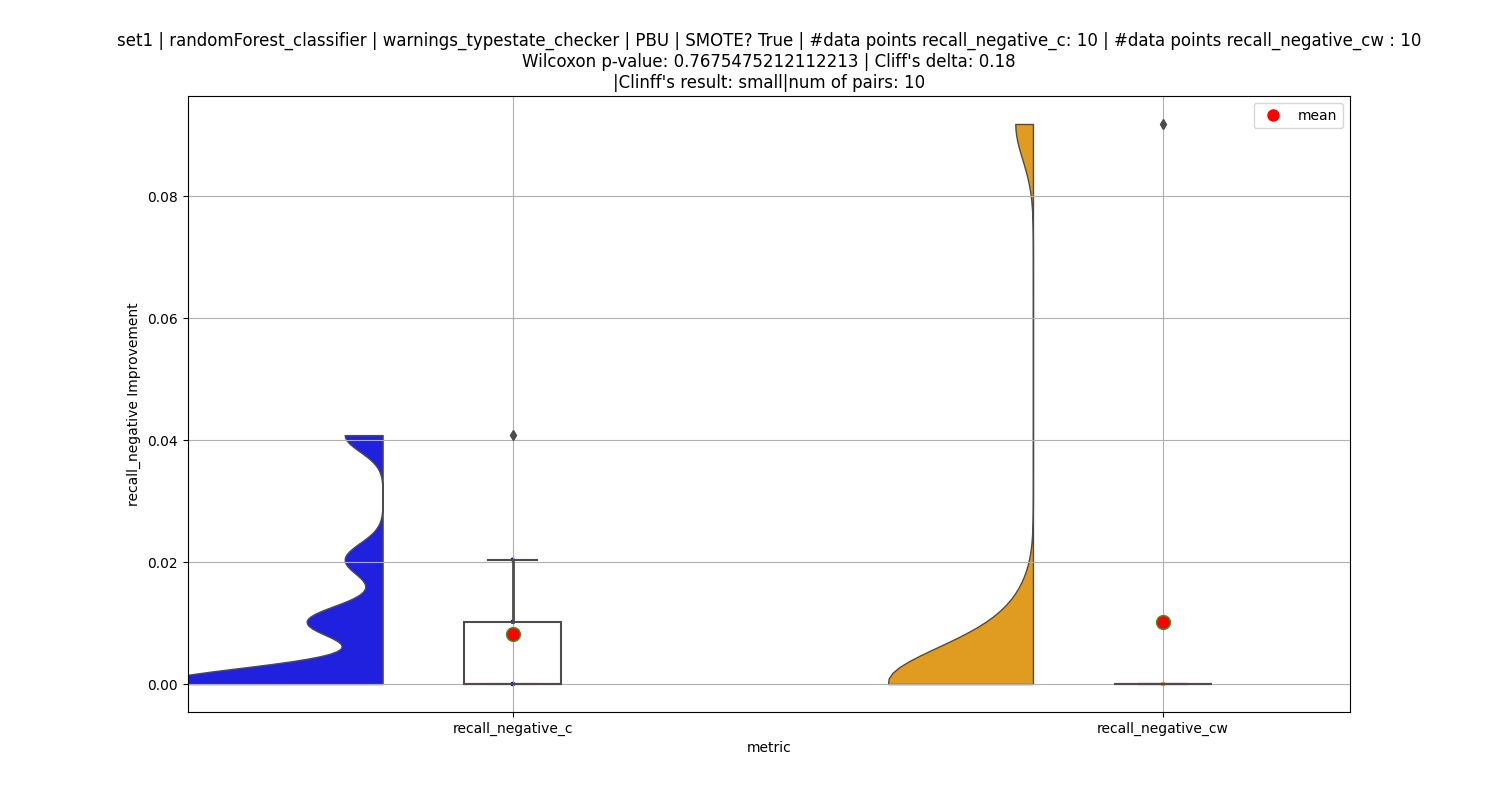 set1 | randomForest_classifier | warnings_typestate_checker | PBU | SMOTE? True | #data points recall_negative_c: 10 | #data points recall_negative_cw : 10
Wilcoxon p-value: 0.7675475212112213 | Cliff's delta: 0.18
|Clinff's result: small|num of pairs: 10
mean
0.08
0.06
0.04
0.02
0.00
recall_negative Improvement
recall_negative_c
recall_negative_cw
metric